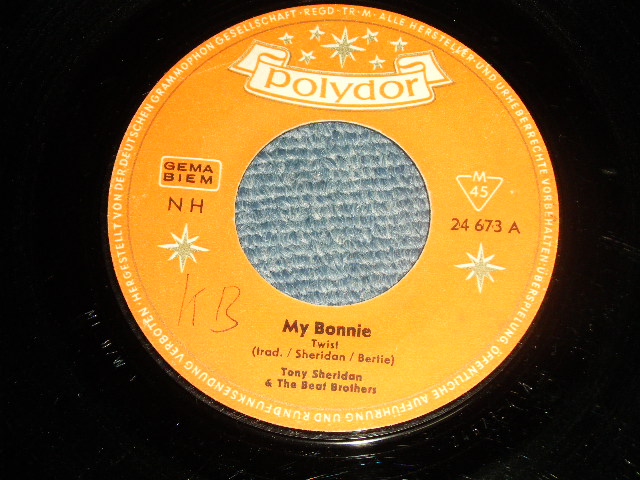 HERGESTELLT VON DER DEUTSCHEN GRAMMOPHON GESELLSCHAFT · REGD · TR · M · ALLE HERSTELLER- UND URHEBERRECHTE VORBEHALTEN · ÜBERSPIELUNG, ÖFFENTLICHE AUFFÜHRUNG UND RUNDFUNKSENDUNG VERBOTEN ·
polydor
GEMA
BIEM
NH
M
45
24 673 A
KB
My Bonnie
Twist
(trad. / Sheridan / Berlie)
Tony Sheridan
& The Beat Brothers